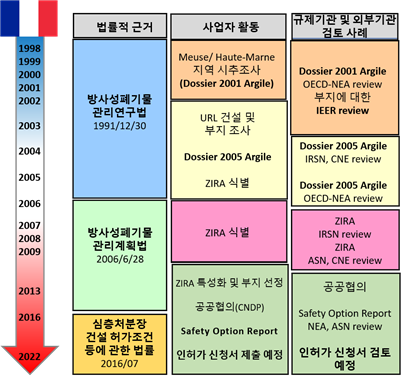 법률적 근거
사업자 활동
규제기관 및 외부기관
검토 사례
1998
1999
2000
2001
2002
2003
2004
2005
2006
2007
2008
2009
2013
2016
2022
방사성폐기물
관리연구법
1991/12/30
방사성폐기물
관리계획법
2006/6/28
심층처분장
건설 허가조건
등에 관한 법률
2016/07
Meuse/ Haute-Marne
지역 시추조사
(Dossier 2001 Argile)
URL 건설 및
부지 조사
Dossier 2005 Argile
ZIRA 식별
ZIRA 식별
ZIRA 특성화 및 부지 선정
공공협의(CNDP)
Safety Option Report
인허가 신청서 제출 예정
Dossier 2001 Argile
OECD-NEA review
부지에 대한
IEER review
Dossier 2005 Argile
IRSN, CNE review
Dossier 2005 Argile
OECD-NEA review
ZIRA
IRSN review
ZIRA
ASN, CNE review
공공협의
Safety Option Report
NEA, ASN review
인허가 신청서 검토
예정